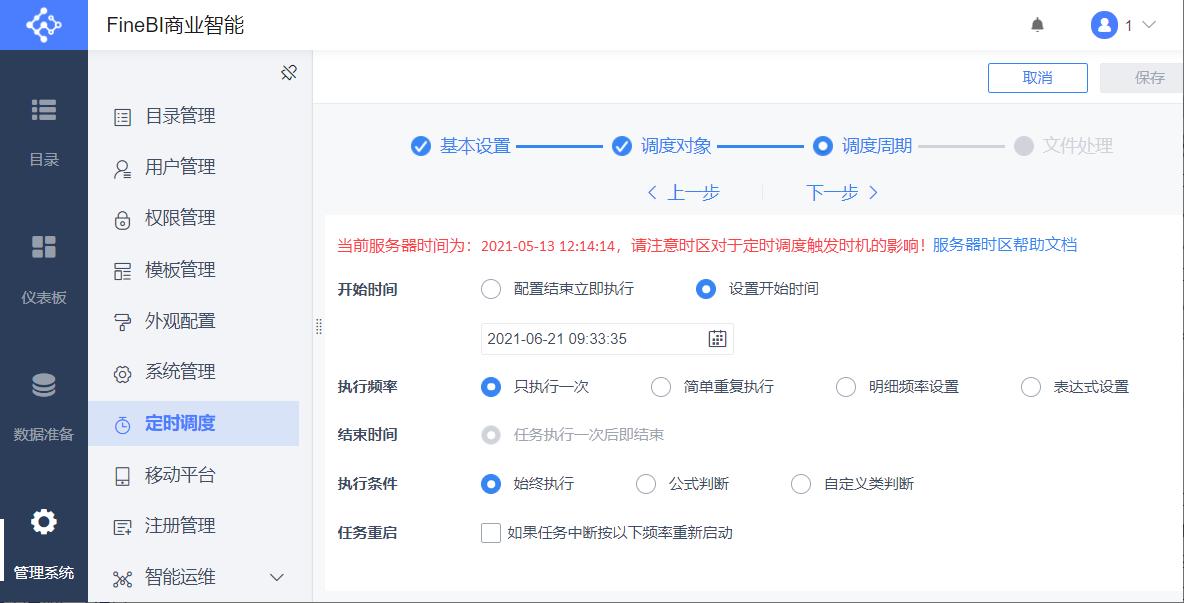 FineBI商业智能
1
目录
仪表板
数据准备
管理系统
目录管理
用户管理
权限管理
模板管理
外观配置
系统管理
定时调度
移动平台
注册管理
智能运维
取消 保存
基本设置 调度对象 调度周期 文件处理
上一步 下一步
当前服务器时间为：2021-05-13 12:14:14，请注意时区对于定时调度触发时机的影响！服务器时区帮助文档
开始时间 配置结束立即执行 设置开始时间
2021-06-21 09:33:35
执行频率 只执行一次 简单重复执行 明细频率设置 表达式设置
结束时间 任务执行一次后即结束
执行条件 始终执行 公式判断 自定义类判断
任务重启 如果任务中断按以下频率重新启动